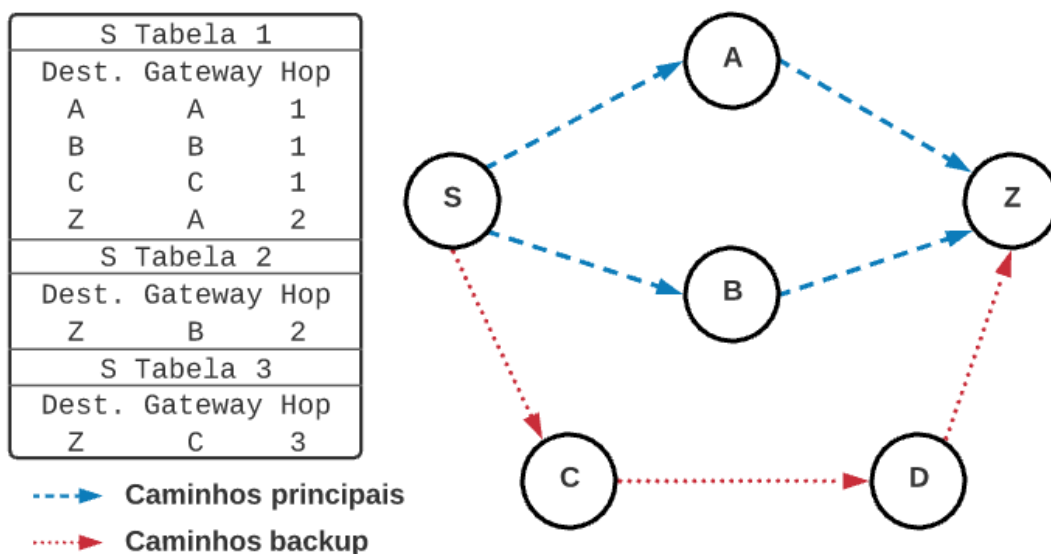 S Tabela 1
Dest. Gateway Hop
A A 1
B B 1
C C 1
Z A 2
S Tabela 2
Dest. Gateway Hop
Z B 2
S Tabela 3
Dest. Gateway Hop
Z C 3
Caminhos principais
Caminhos backup
A
S
Z
B
C
D